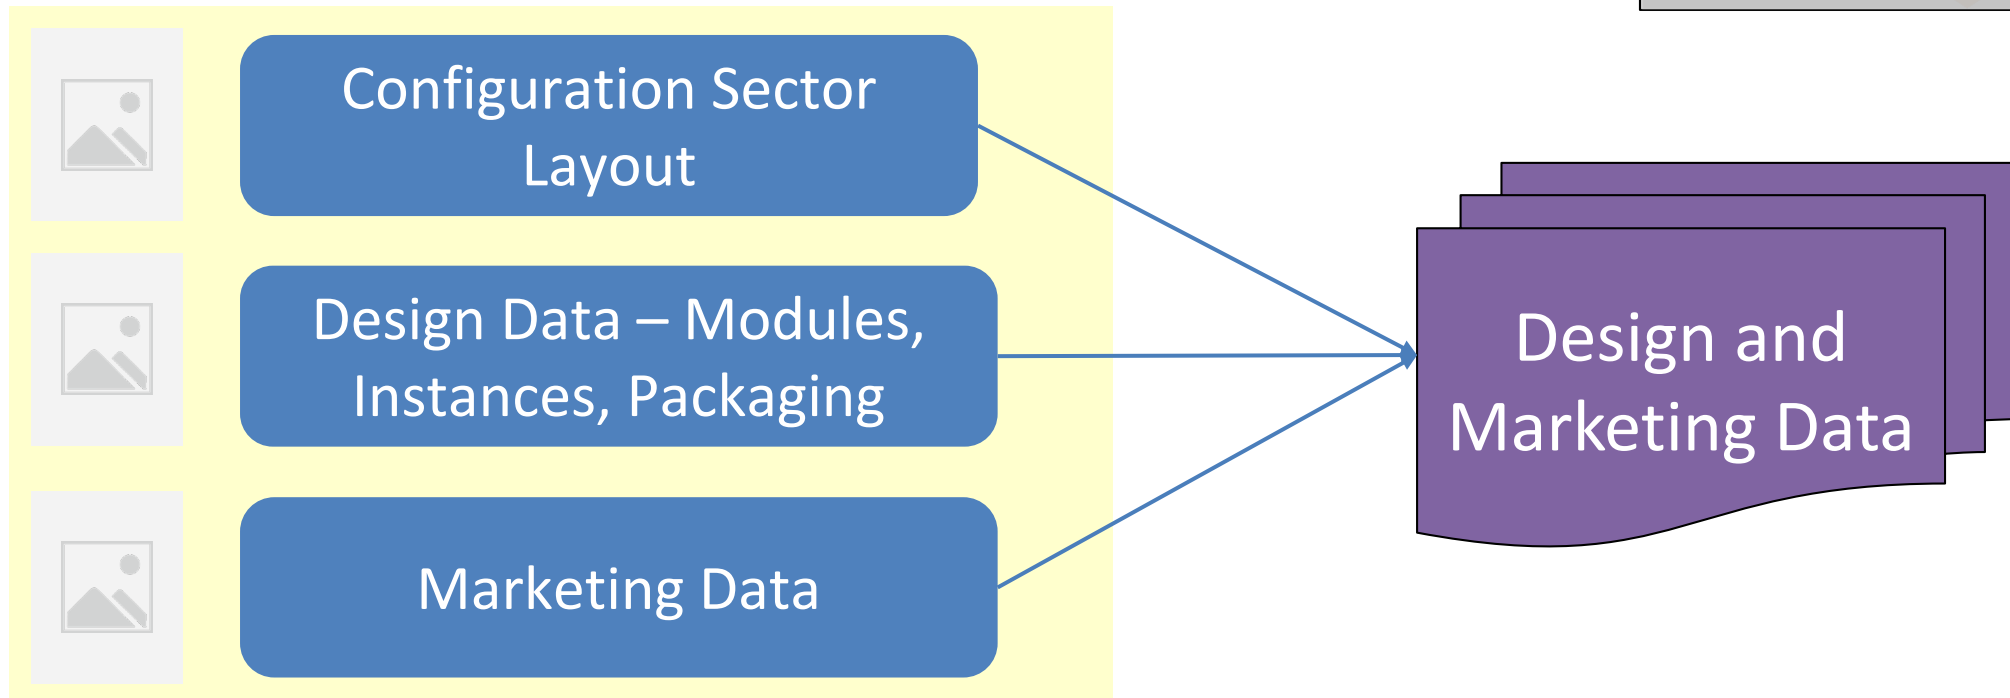 Configuration Sector
Layout
Design Data – Modules,
Instances, Packaging
Marketing Data
Design and
Marketing Data